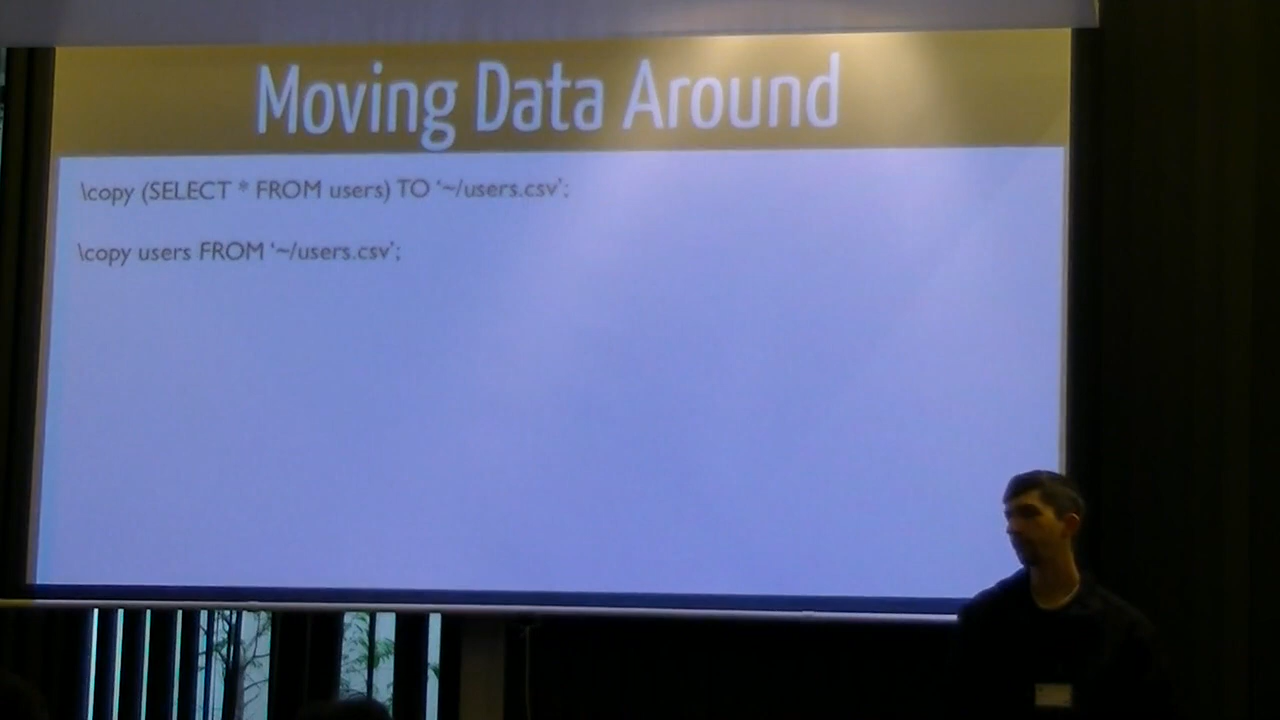 Moving Data Around
\copy (SELECT * FROM users) TO ‘~/users.csv’;
\copy users FROM ‘~/users.csv’;